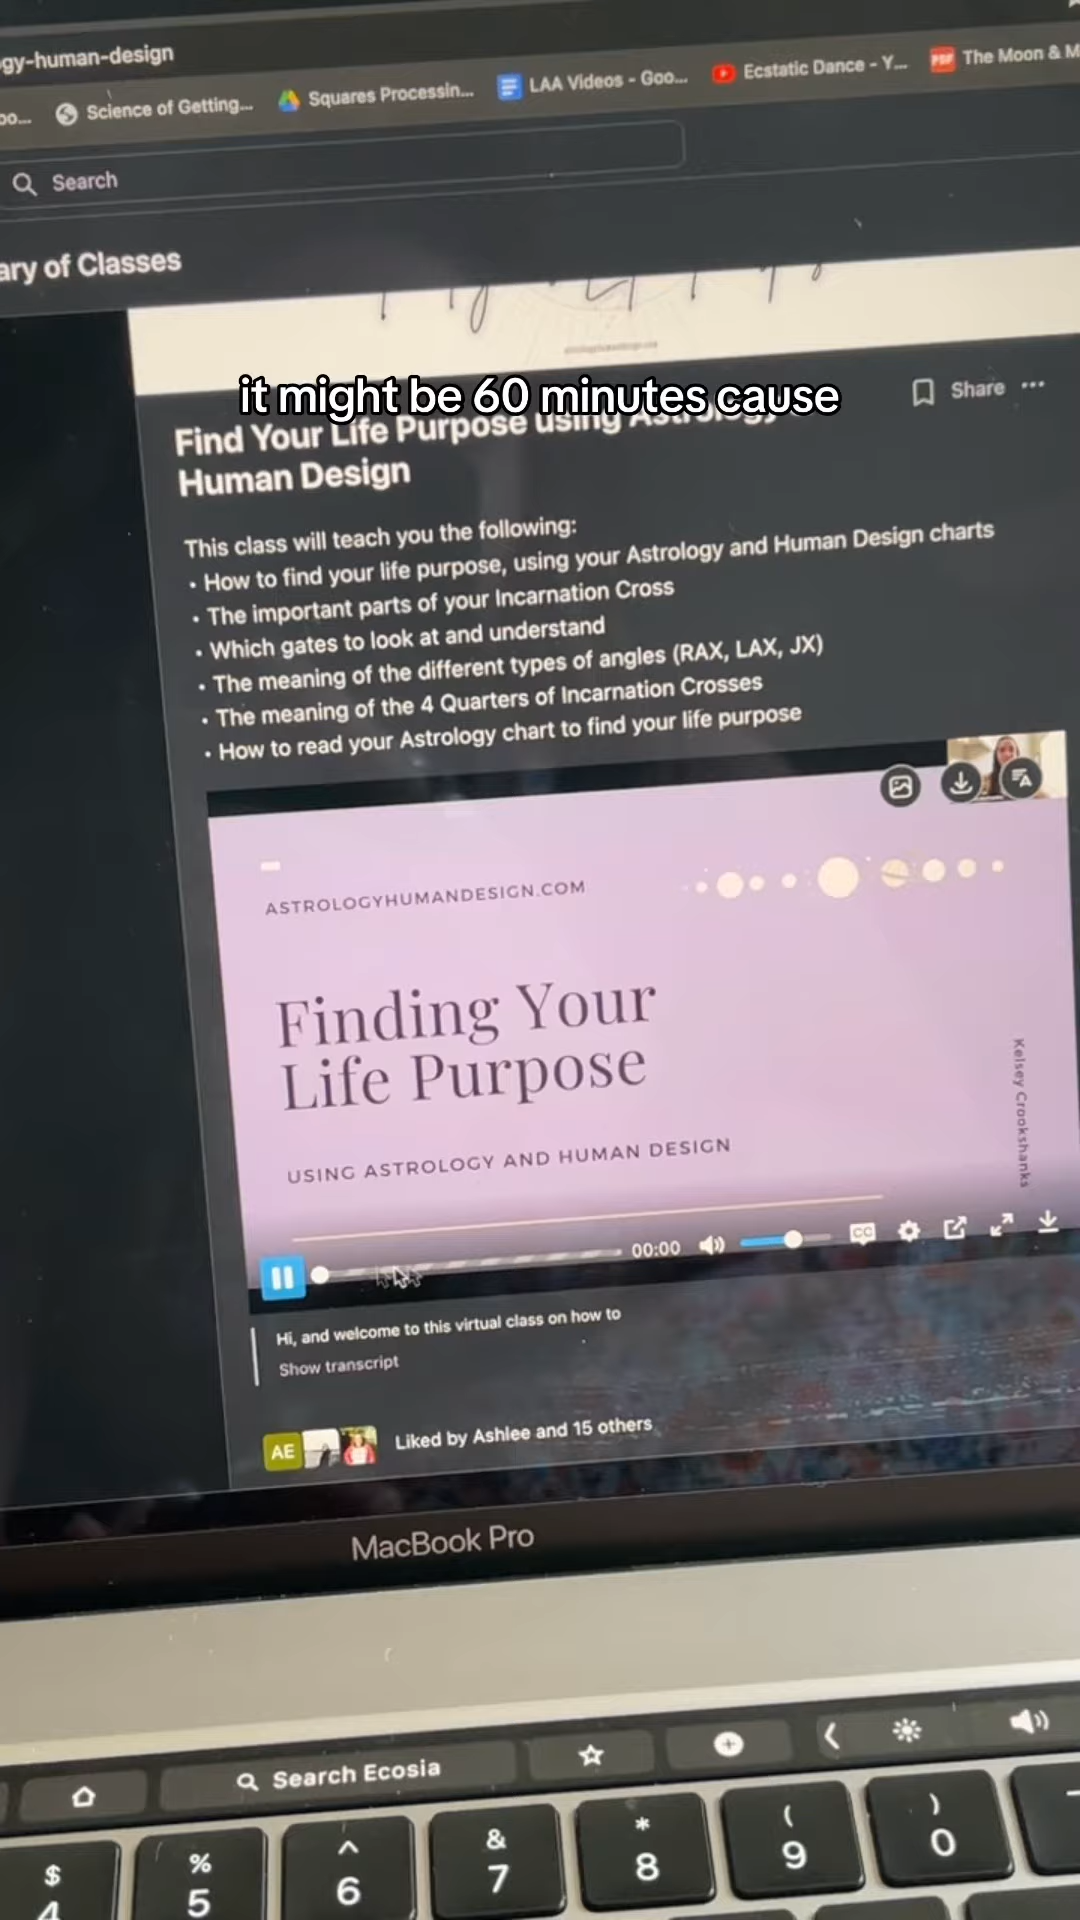 gy-human-design
Science of Getting...
Squares Processin...
LAA Videos - Goo...
Ecstatic Dance - Y...
PDF
The Moon & M
Search
ary of Classes
it might be 60 minutes cause
Share
Find Your Life Purpose using Astrology
Human Design
This class will teach you the following:
• How to find your life purpose, using your Astrology and Human Design charts
• The important parts of your Incarnation Cross
• Which gates to look at and understand
• The meaning of the different types of angles (RAX, LAX, JX)
• The meaning of the 4 Quarters of Incarnation Crosses
• How to read your Astrology chart to find your life purpose
ASTROLOGYHUMANDESIGN.COM
Finding Your
Life Purpose
USING ASTROLOGY AND HUMAN DESIGN
Kelsey Crookshanks
00:00
CC
Hi, and welcome to this virtual class on how to
Show transcript
AE
Liked by Ashlee and 15 others
MacBook Pro
Search Ecosia
$ % ^ & * ( )
4 5 6 7 8 9 0